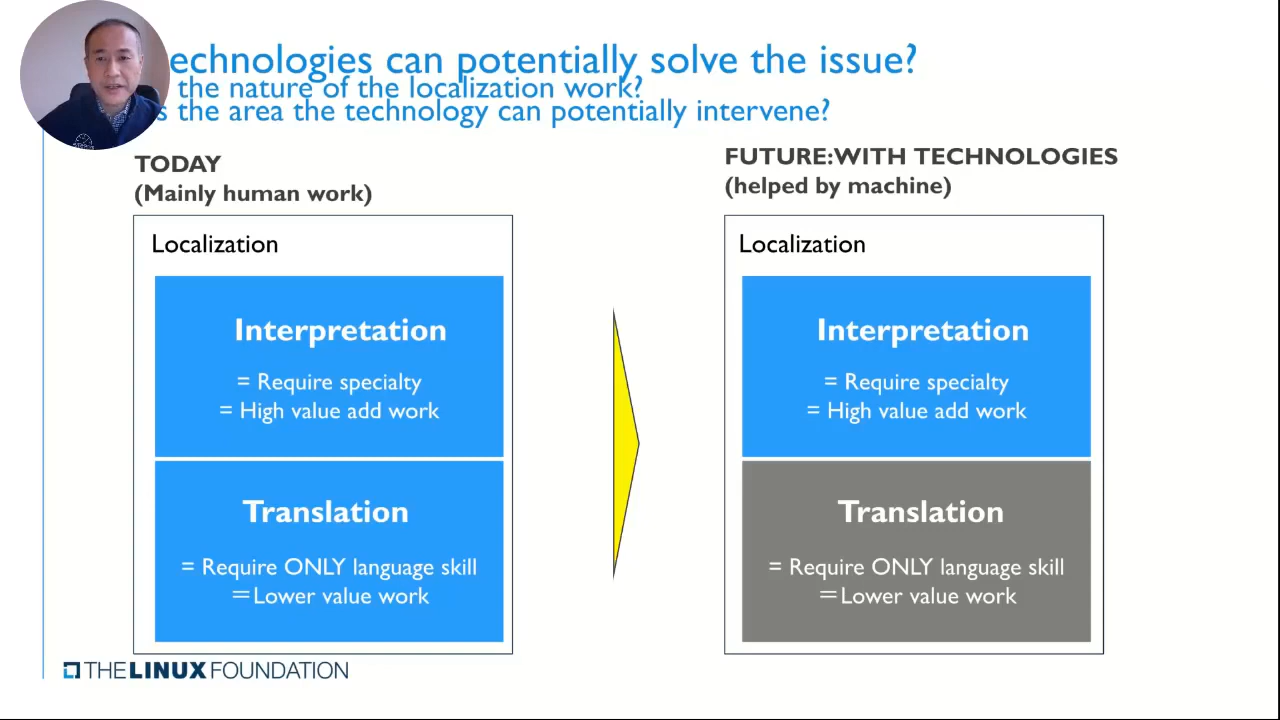 echnologies can potentially solve the issue?
the nature of the localization work?
s the area the technology can potentially intervene?
TODAY
(Mainly human work)
Localization
Interpretation
= Require specialty
= High value add work
Translation
= Require ONLY language skill
＝Lower value work
FUTURE:WITH TECHNOLOGIES
(helped by machine)
Localization
Interpretation
= Require specialty
= High value add work
Translation
= Require ONLY language skill
＝Lower value work
THE LINUX FOUNDATION